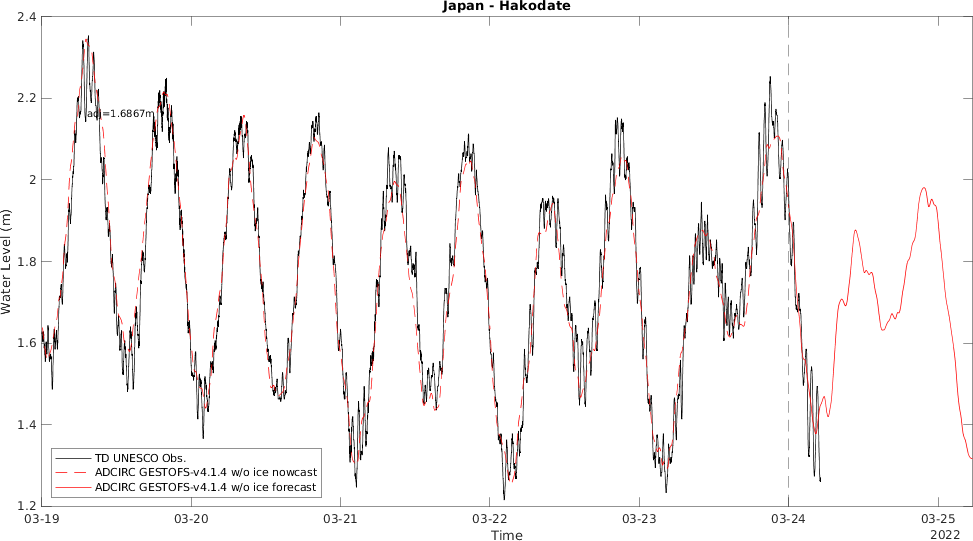 Japan - Hakodate
2.4
2.2
2
1.8
1.6
1.4
1.2
Water Level (m)
adj=1.6867m
TD UNESCO Obs.
ADCIRC GESTOFS-v4.1.4 w/o ice nowcast
ADCIRC GESTOFS-v4.1.4 w/o ice forecast
03-19
03-20
03-21
03-22
03-23
03-24
03-25
Time
2022